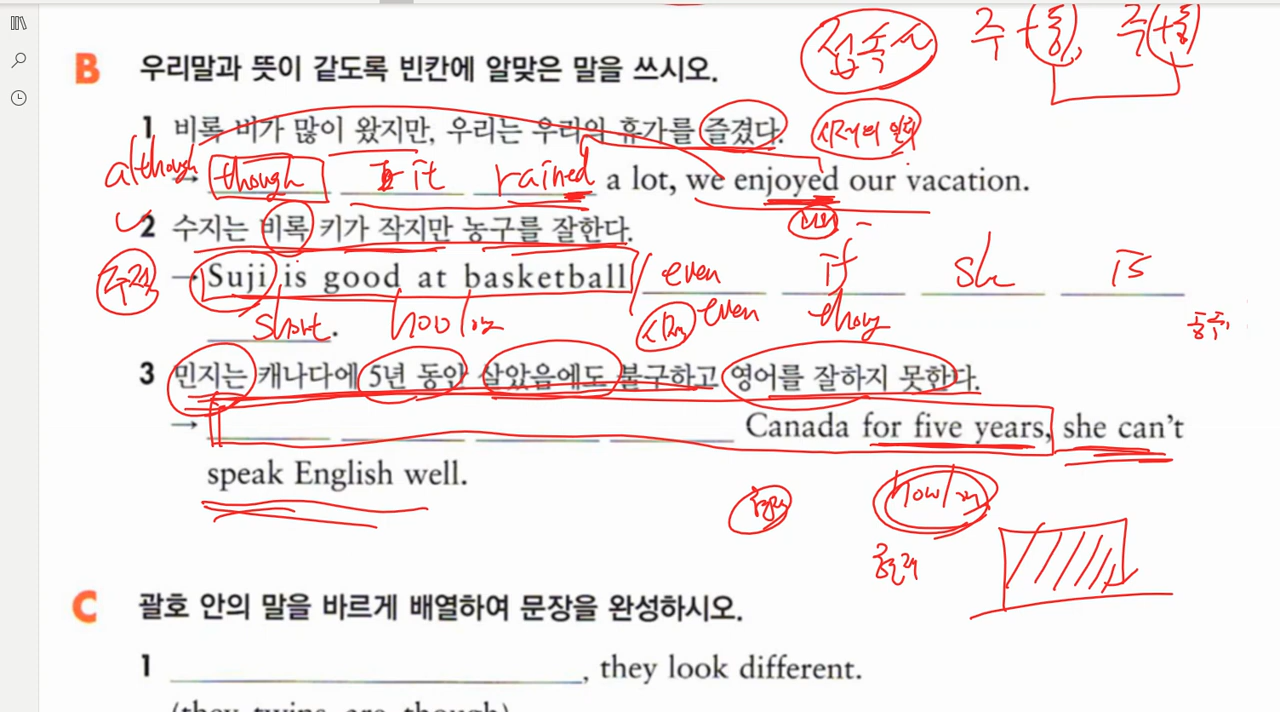 접속사 주+동, 주+동
B 우리말과 뜻이 같도록 빈칸에 알맞은 말을 쓰시오.
1 비록 비가 많이 왔지만, 우리는 우리의 휴가를 즐겼다. 시제의 일치
although → though it rained a lot, we enjoyed our vacation.
2 수지는 비록 키가 작지만 농구를 잘한다.
주절 → Suji is good at basketball even if she is
short.
even
3 민지는 캐나다에 5년 동안 살았음에도 불구하고 영어를 잘하지 못한다.
→ Canada for five years, she can't
speak English well.
C 괄호 안의 말을 바르게 배열하여 문장을 완성하시오.
1 , they look different.
(they twins are though)